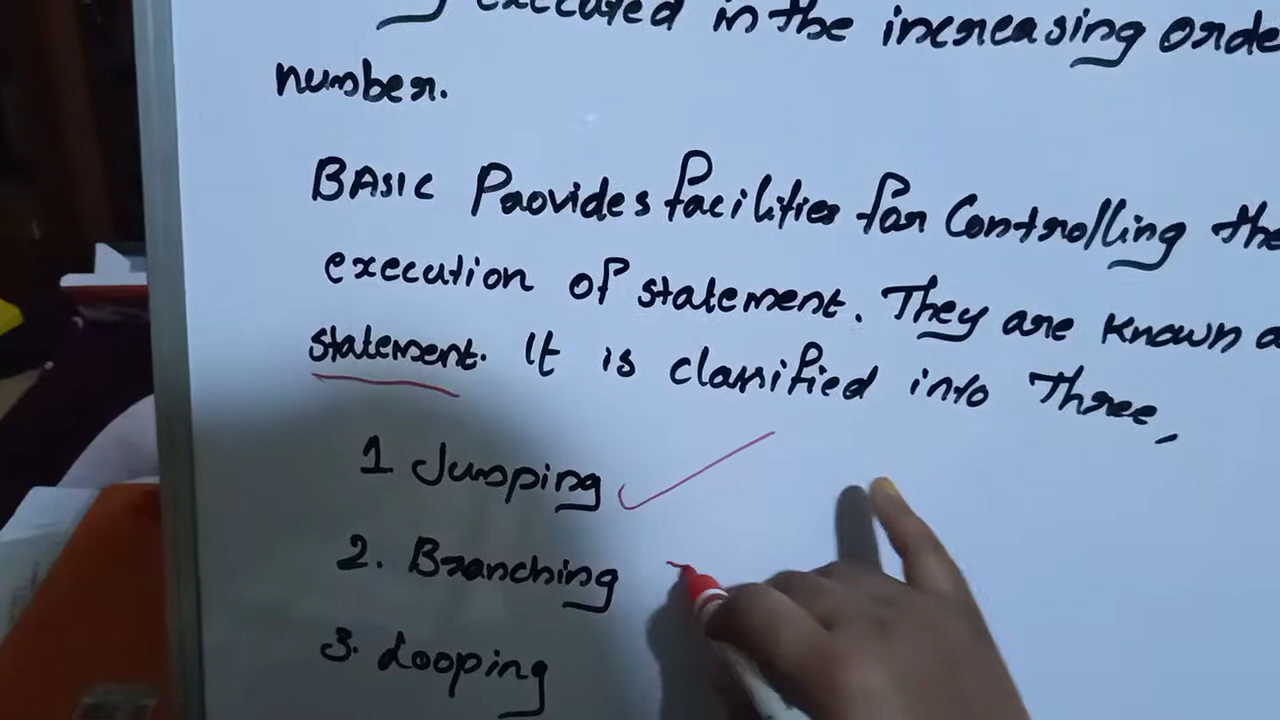 executed in the increasing orde
number.
BASIC Provides facilities for Controlling the
execution of statement. They are known a
statement. It is classified into Three,
1 Jumping
2. Branching
3. Looping